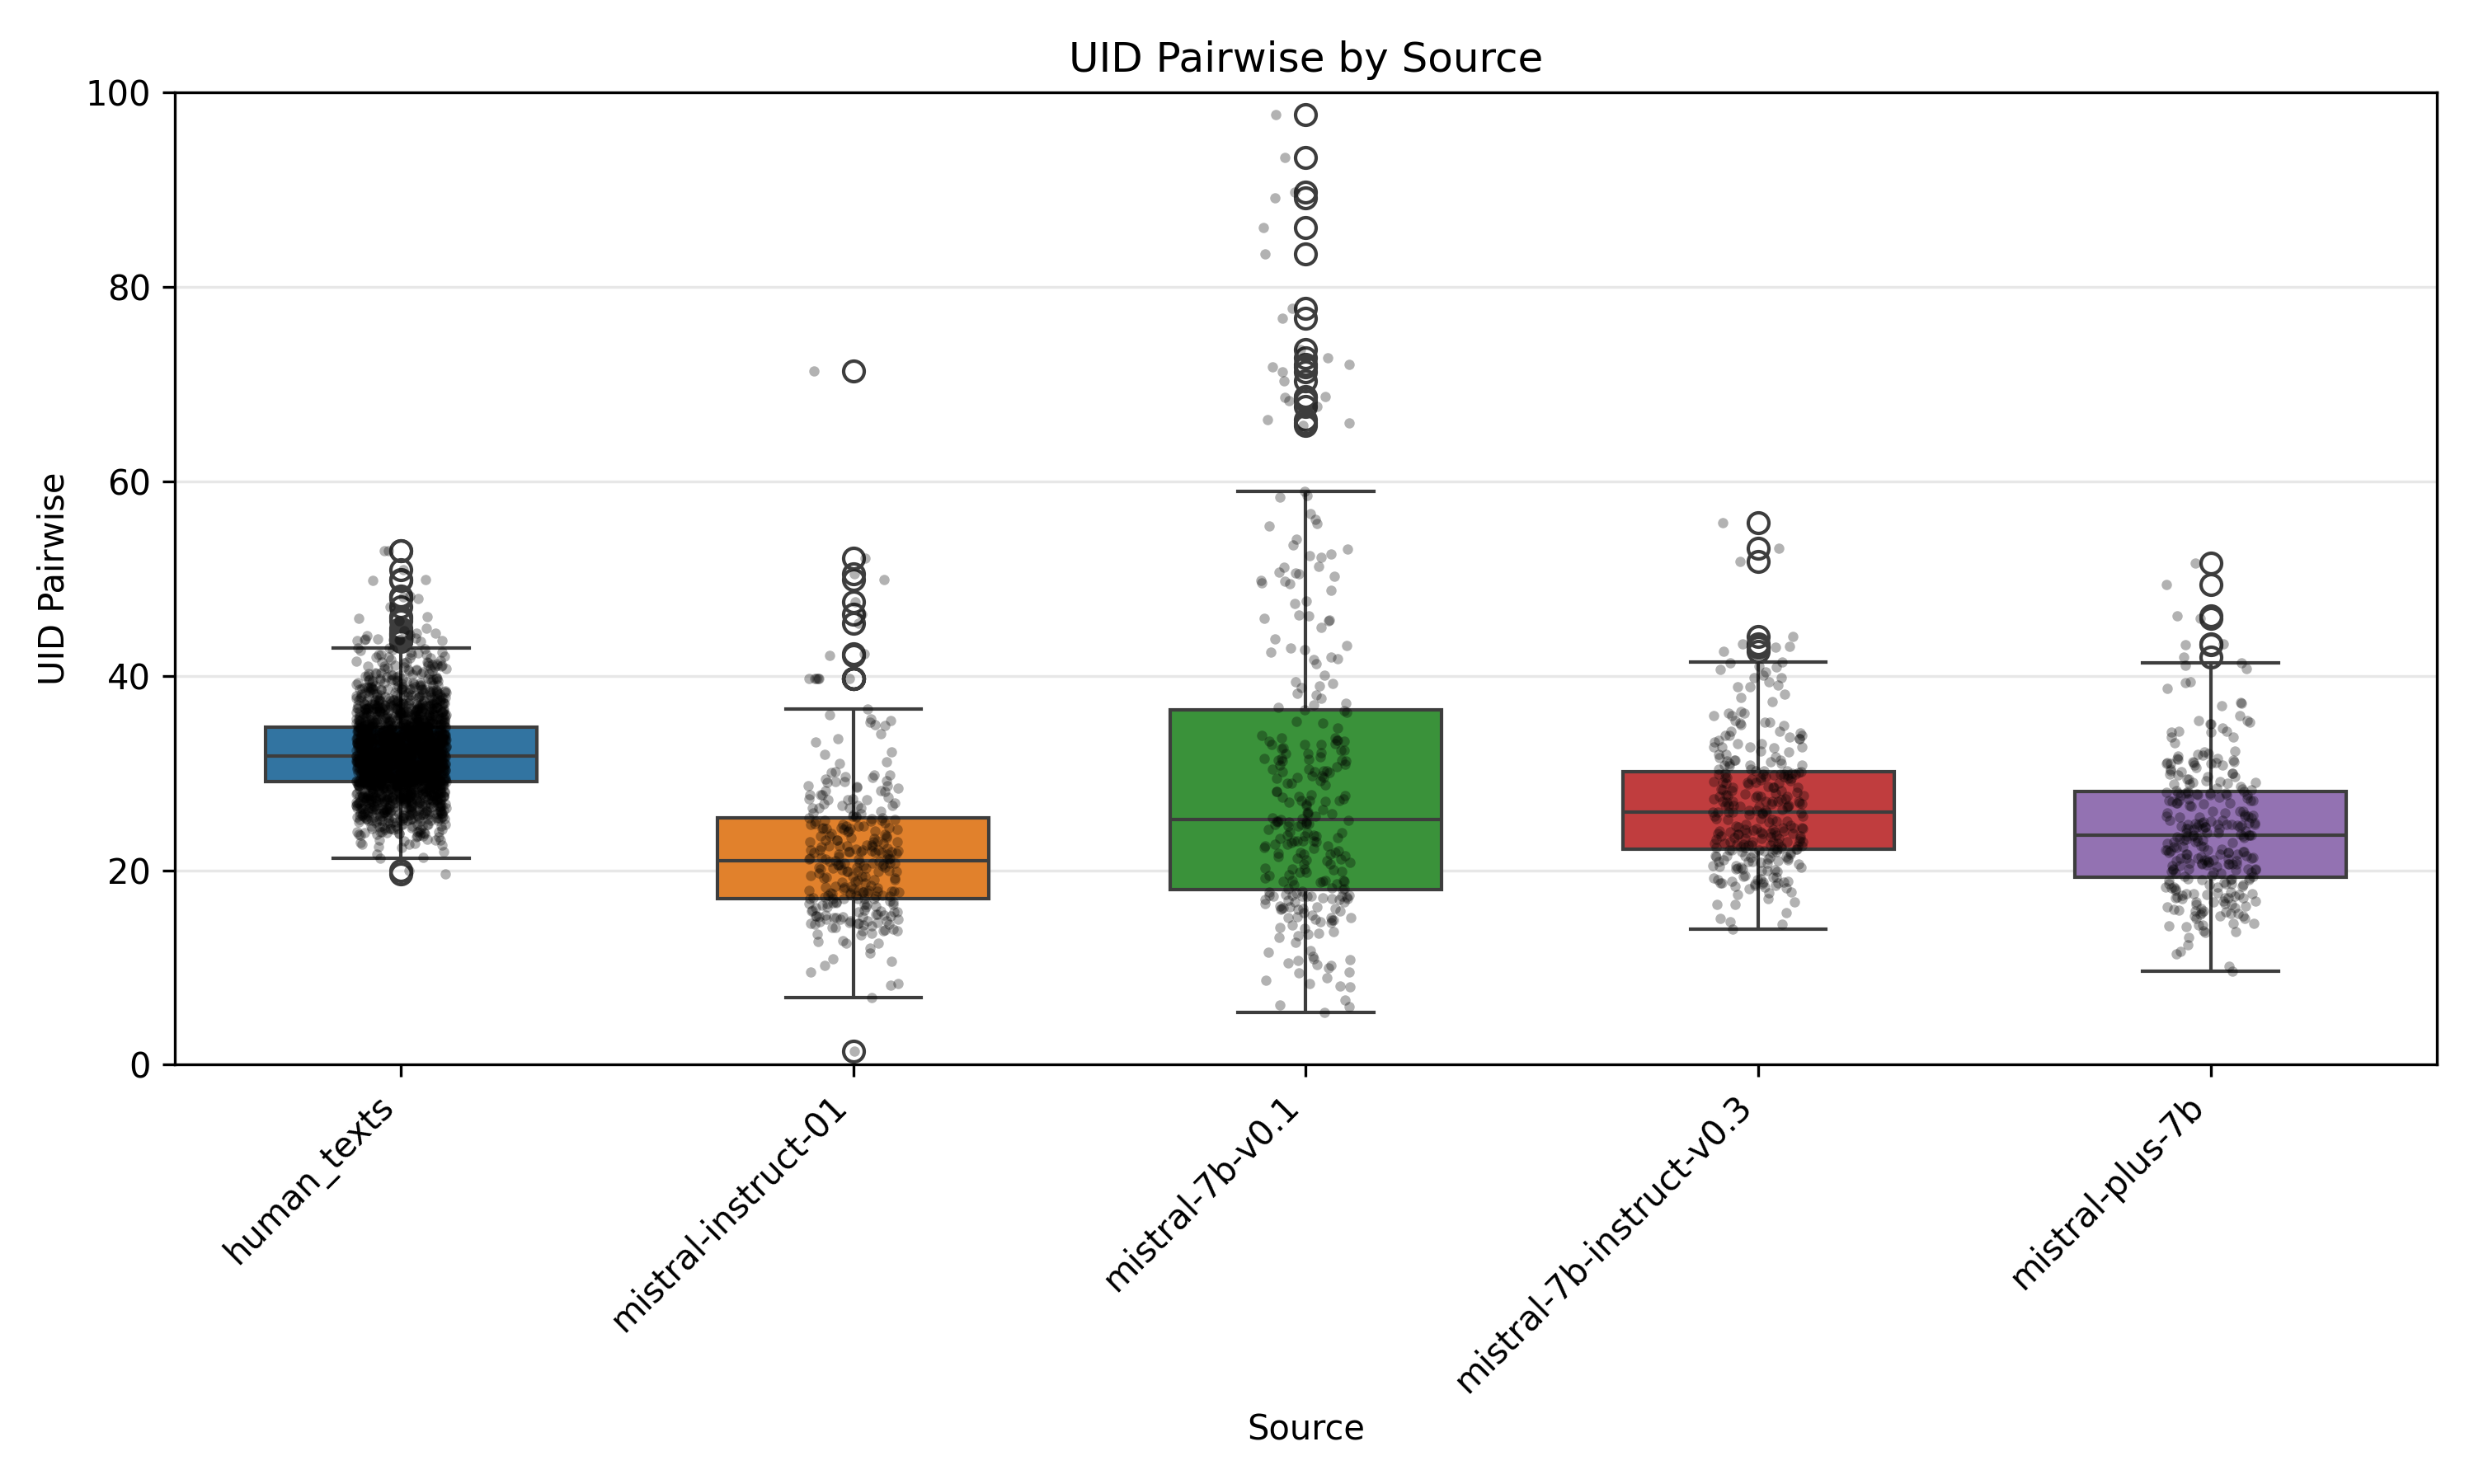 UID Pairwise by Source
UID Pairwise
100
80
60
40
20
0
human_texts
mistral-instruct-01
mistral-7b-v0.1
mistral-7b-instruct-v0.3
mistral-plus-7b
Source